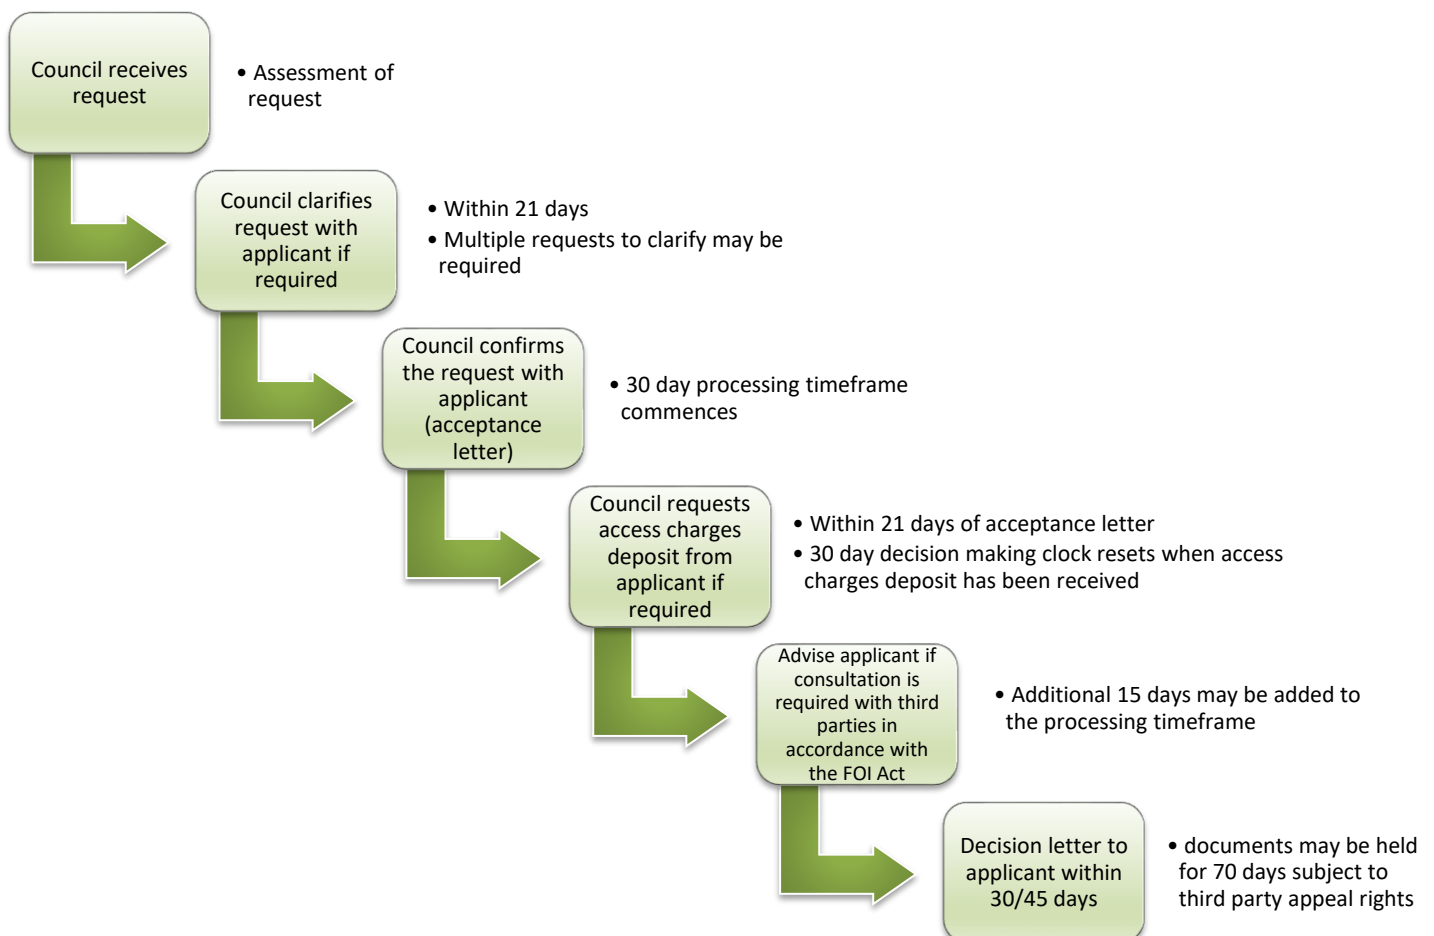 Council receives
request
• Assessment of
request
Council clarifies
request with
applicant if
required
• Within 21 days
• Multiple requests to clarify may be
required
Council confirms
the request with
applicant
(acceptance
letter)
• 30 day processing timeframe
commences
Council requests
access charges
deposit from
applicant if
required
• Within 21 days of acceptance letter
• 30 day decision making clock resets when access
charges deposit has been received
Advise applicant if
consultation is
required with third
parties in
accordance with
the FOI Act
• Additional 15 days may be added to
the processing timeframe
Decision letter to
applicant within
30/45 days
• documents may be held
for 70 days subject to
third party appeal rights